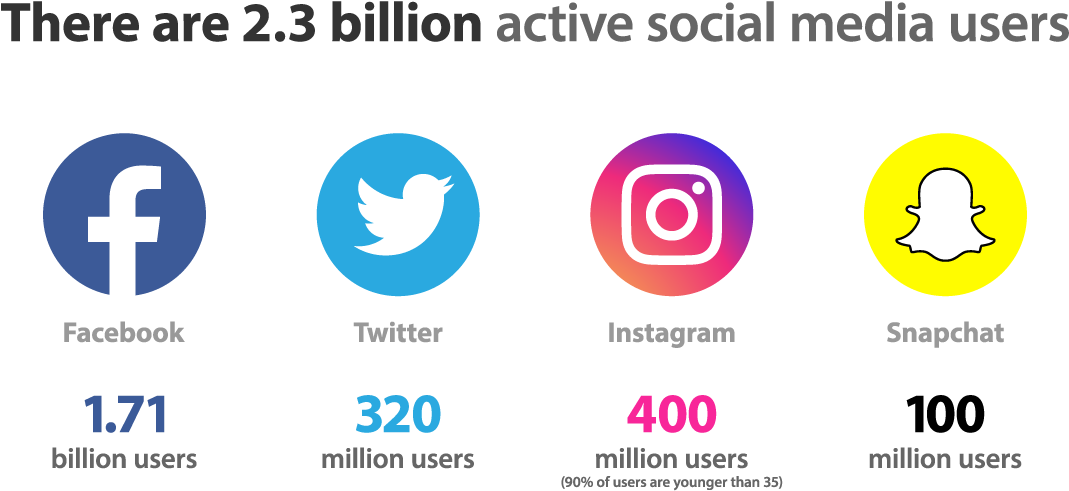 There are 2.3 billion active social media users
Facebook
Twitter
Instagram
Snapchat
1.71
billion users
320
million users
400
million users
(90% of users are younger than 35)
100
million users